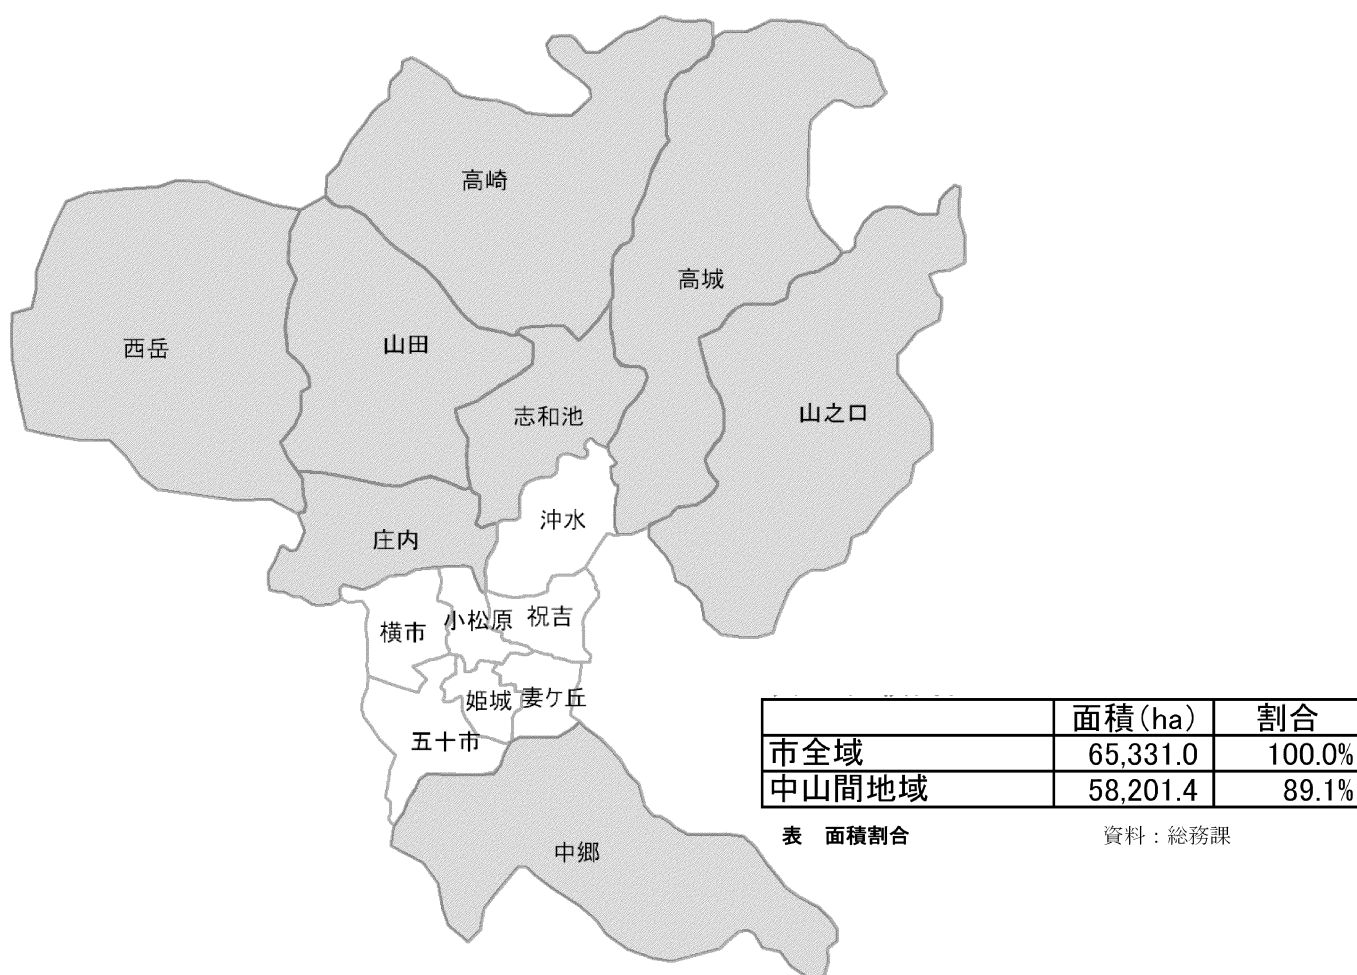 高崎
高城
西岳
山田
志和池
山之口
沖水
庄内
小松原
祝吉
横市
姫城
妻ケ丘
五十市
面積(ha) 割合
市全域 65,331.0 100.0%
中山間地域 58,201.4 89.1%
表 面積割合 資料:総務課
中郷